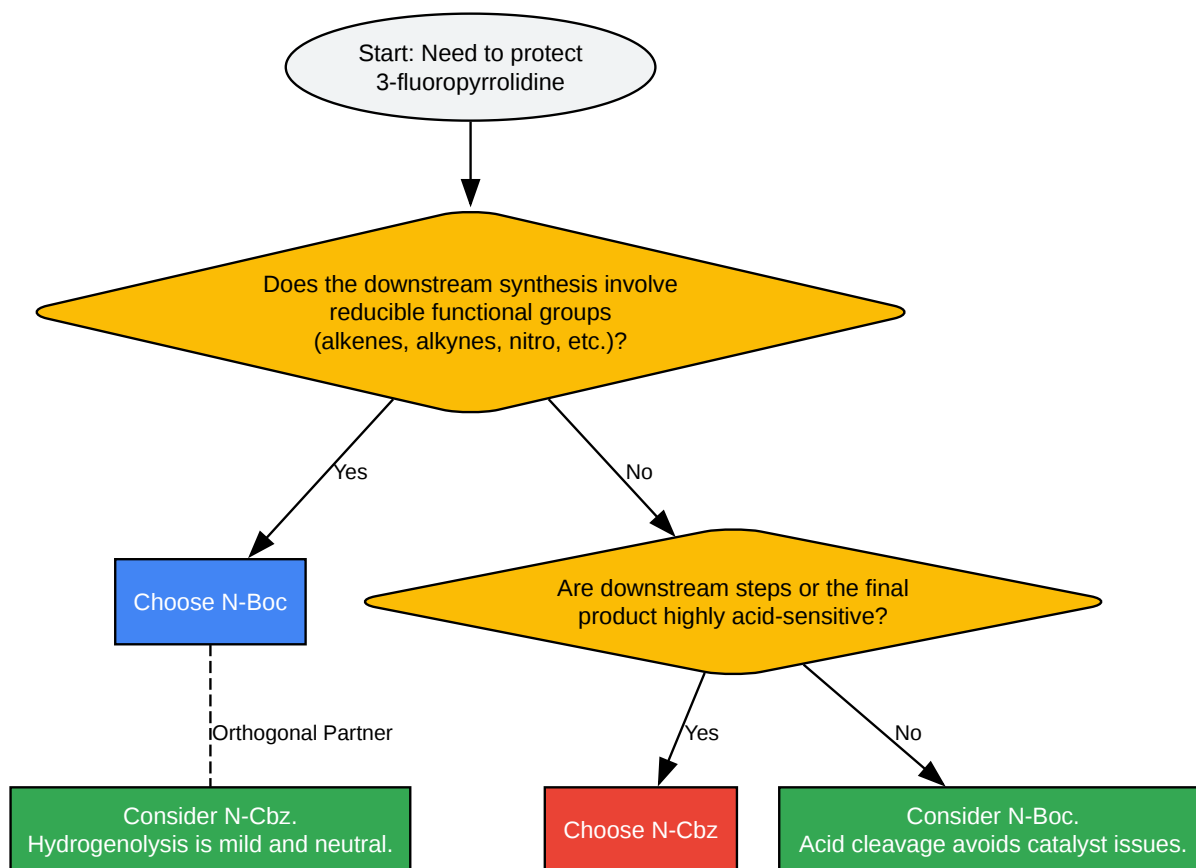 Start: Need to protect
3-fluoropyrrolidine
Does the downstream synthesis involve
reducible functional groups
(alkenes, alkynes, nitro, etc.)?
Yes
No
Choose N-Boc
Are downstream steps or the final
product highly acid-sensitive?
Orthogonal Partner
Yes
No
Consider N-Cbz.
Hydrogenolysis is mild and neutral.
Choose N-Cbz
Consider N-Boc.
Acid cleavage avoids catalyst issues.